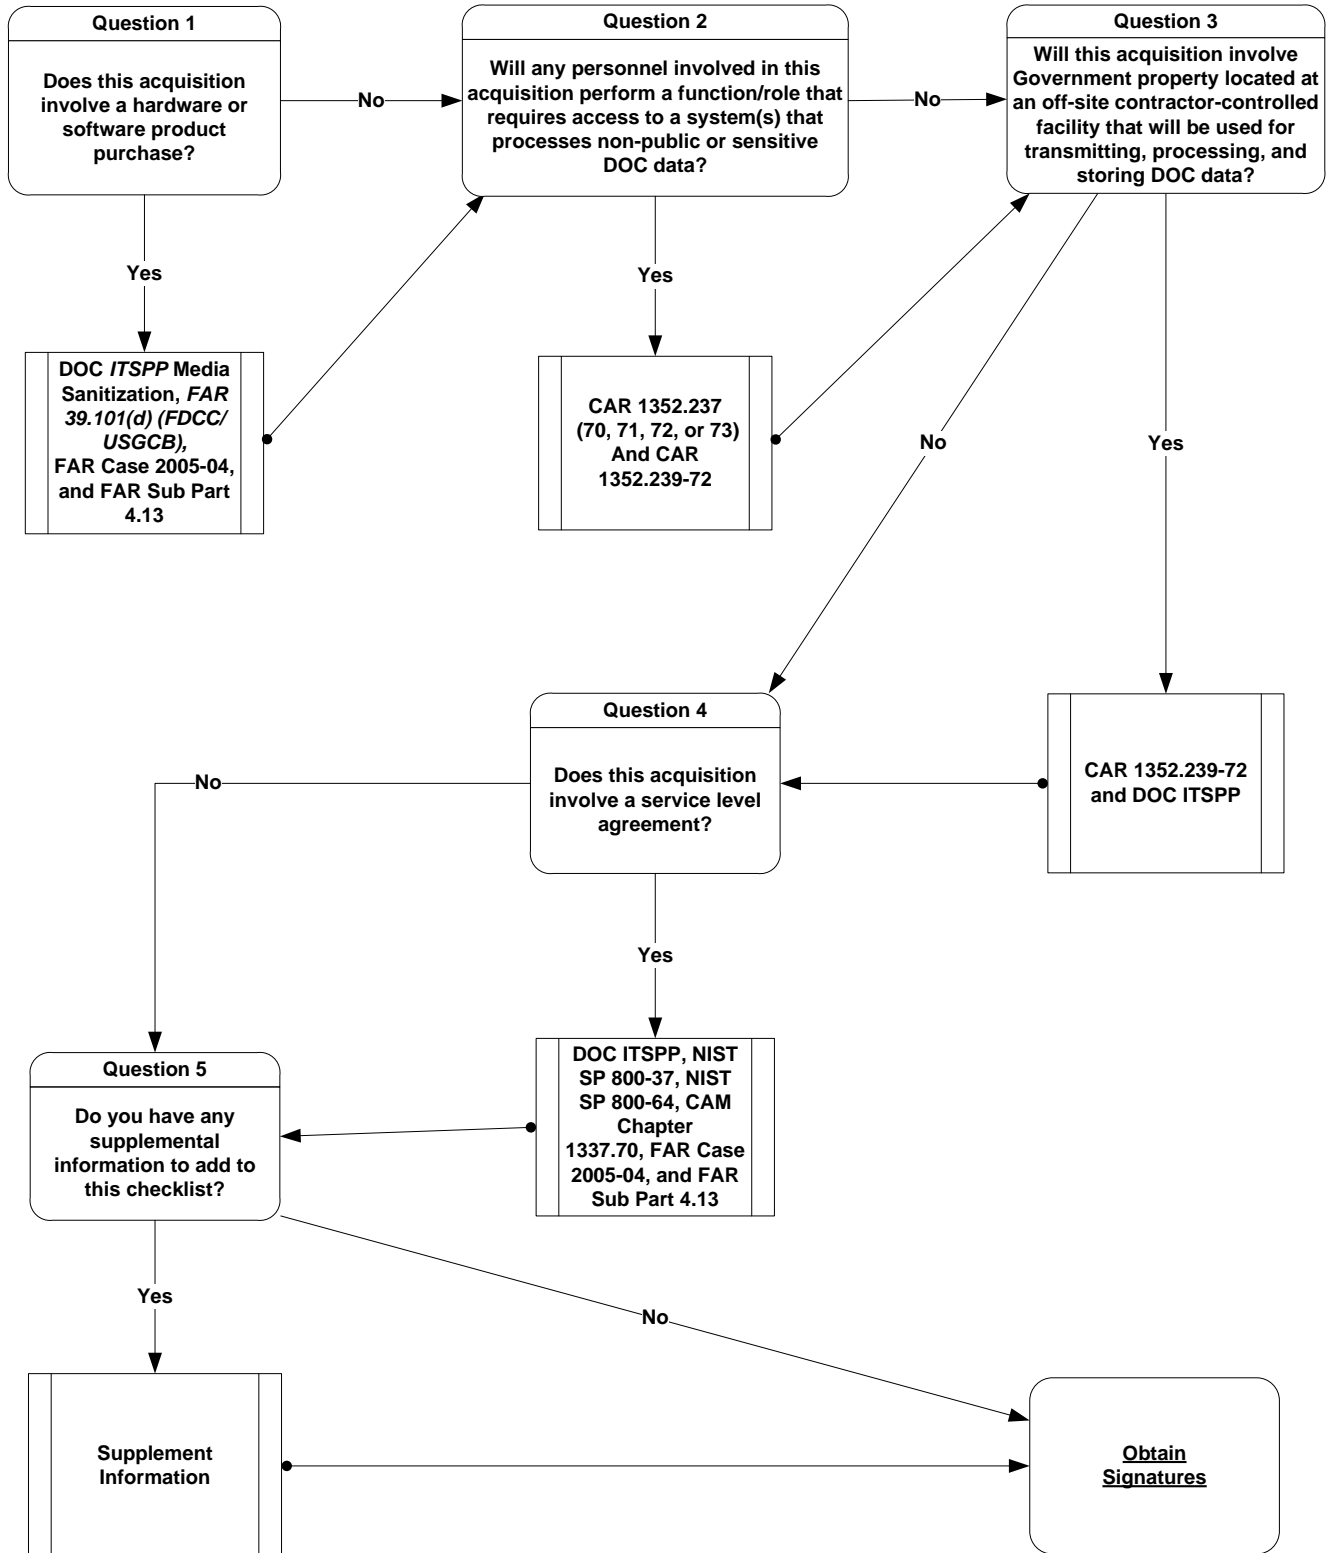 Question 1
Does this acquisition
involve a hardware or
software product
purchase?
No
Question 2
Will any personnel involved in this
acquisition perform a function/role that
requires access to a system(s) that
processes non-public or sensitive
DOC data?
No
Question 3
Will this acquisition involve
Government property located at
an off-site contractor-controlled
facility that will be used for
transmitting, processing, and
storing DOC data?
Yes
Yes
DOC ITSPP Media
Sanitization, FAR
39.101(d) (FDCC/
USGCB),
FAR Case 2005-04,
and FAR Sub Part
4.13
CAR 1352.237
(70, 71, 72, or 73)
And CAR
1352.239-72
No
Yes
Question 4
Does this acquisition
involve a service level
agreement?
CAR 1352.239-72
and DOC ITSPP
No
Yes
DOC ITSPP, NIST
SP 800-37, NIST
SP 800-64, CAM
Chapter
1337.70, FAR Case
2005-04, and FAR
Sub Part 4.13
Question 5
Do you have any
supplemental
information to add to
this checklist?
Yes
No
Supplement
Information
Obtain
Signatures